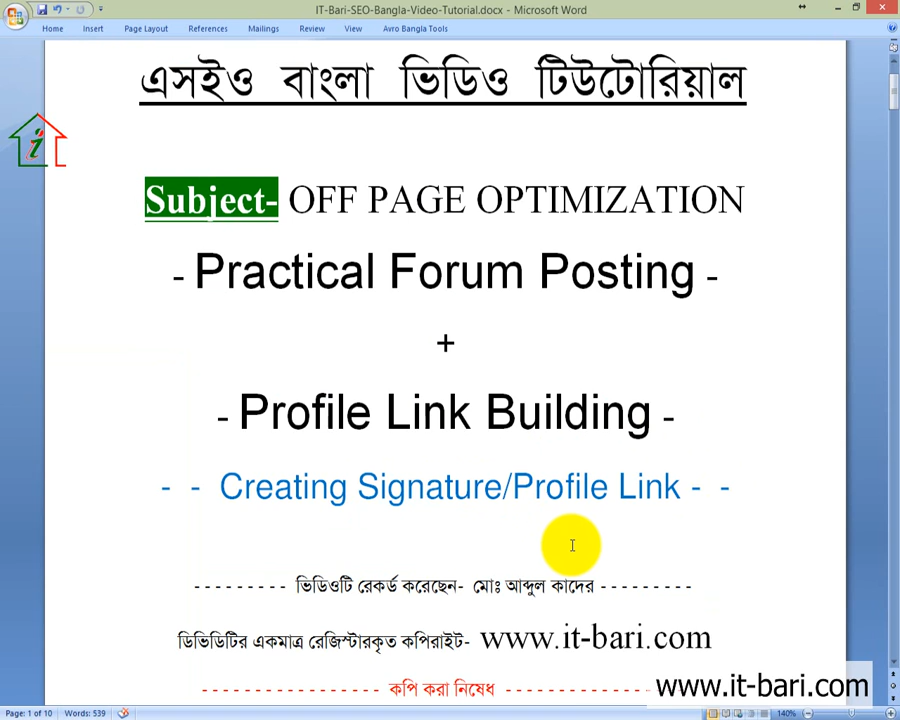 IT-Bari-SEO-Bangla-Video-Tutorial.docx - Microsoft Word
Home Insert Page Layout References Mailings Review View Avro Bangla Tools
এসইও বাংলা ভিডিও টিউটোরিয়াল
i
Subject- OFF PAGE OPTIMIZATION
- Practical Forum Posting -
+
- Profile Link Building -
- - Creating Signature/Profile Link - -
--------- ভিডিওটি রেকর্ড করেছেন- মোঃ আব্দুল কাদের ---------
ডিভিডিটির একমাত্র রেজিস্টারকৃত কপিরাইট- www.it-bari.com
---------------- কপি করা নিষেধ -------------
www.it-bari.com
Page: 1 of 10 Words: 539 140%